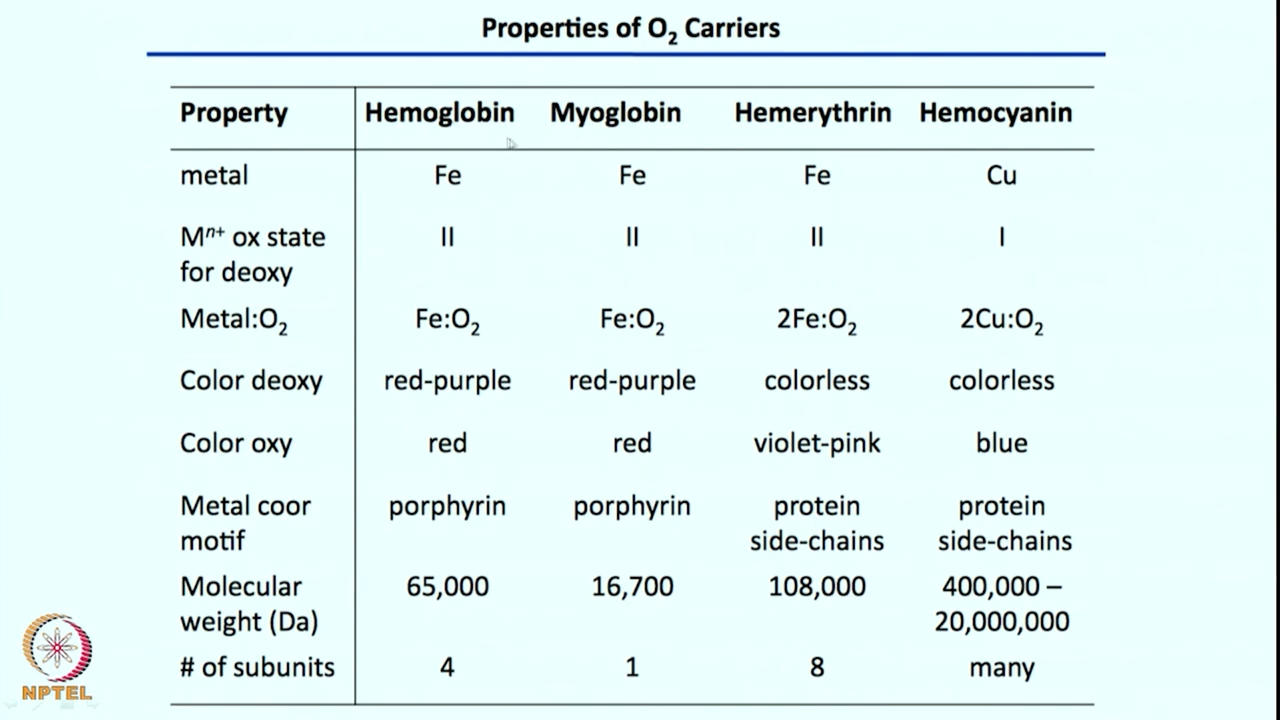 Properties of O₂ Carriers
Property Hemoglobin Myoglobin Hemerythrin Hemocyanin
metal Fe Fe Fe Cu
Mⁿ⁺ ox state II II II I
for deoxy
Metal:O₂ Fe:O₂ Fe:O₂ 2Fe:O₂ 2Cu:O₂
Color deoxy red-purple red-purple colorless colorless
Color oxy red red violet-pink blue
Metal coor porphyrin porphyrin protein protein
motif side-chains side-chains
Molecular 65,000 16,700 108,000 400,000 –
weight (Da) 20,000,000
# of subunits 4 1 8 many
NPTEL